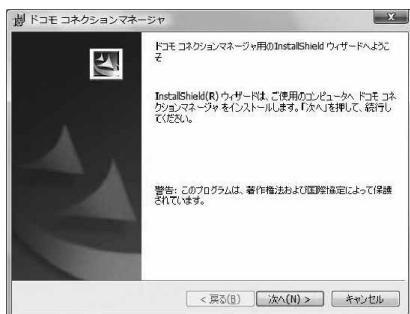 ドコモ コネクションマネージャ
ドコモ コネクションマネージャ用のInstallShield ウィザードへようこ
そ
InstallShield(R) ウィザードは、ご使用のコンピュータへ ドコモ コネ
クションマネージャ をインストールします。「次へ」を押して、続行し
てください。
警告: このプログラムは、著作権法および国際協定によって保護
されています。
< 戻る(B)
次へ(N) >
キャンセル